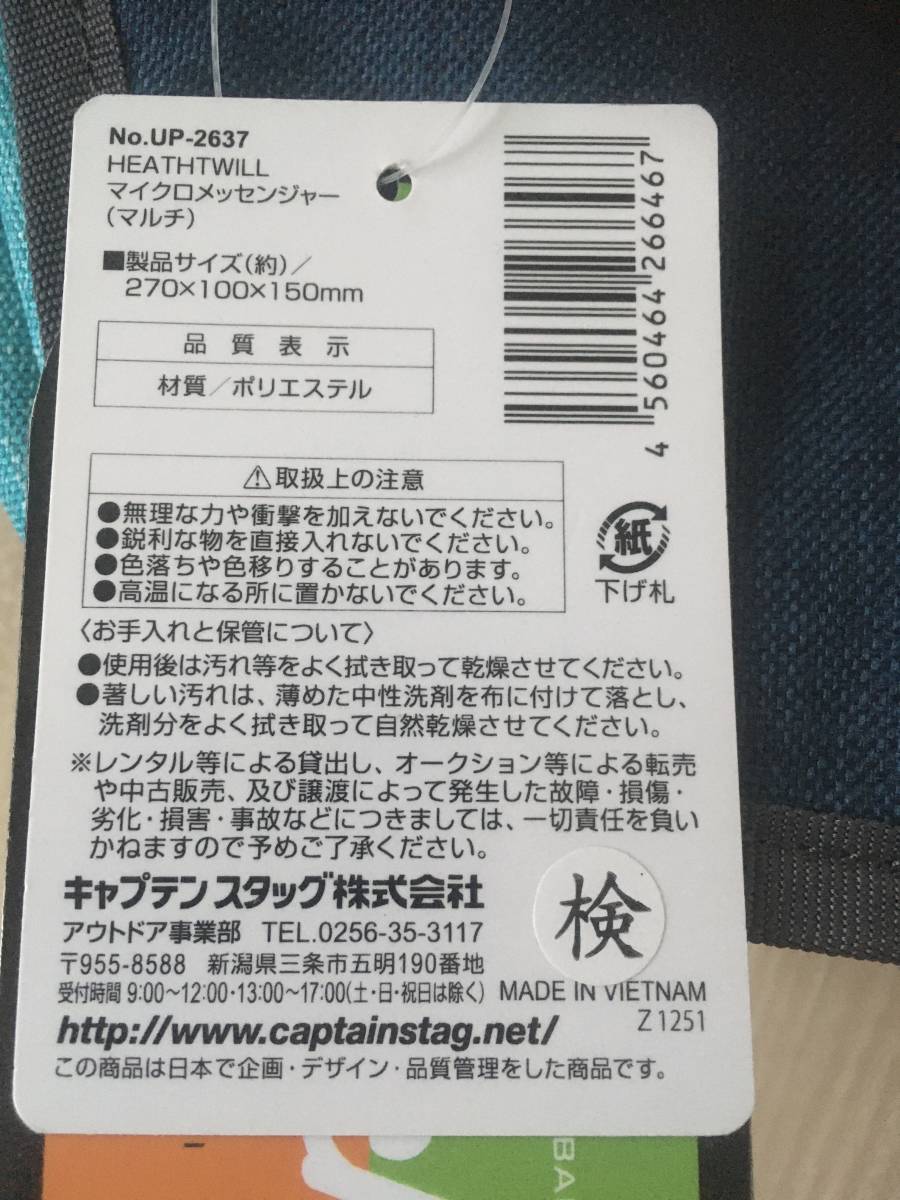 No.UP-2637
HEATHTWILL
マイクロメッセンジャー
(マルチ)
■製品サイズ(約)／
270×100×150mm
品 質 表 示
材質／ポリエステル
4 560464 266467
⚠取扱上の注意
●無理な力や衝撃を加えないでください。
●鋭利な物を直接入れないでください。
●色落ちや色移りすることがあります。
●高温になる所に置かないでください。
紙
下げ札
〈お手入れと保管について〉
●使用後は汚れ等をよく拭き取って乾燥させてください。
●著しい汚れは、薄めた中性洗剤を布に付けて落とし、
洗剤分をよく拭き取って自然乾燥させてください。
※レンタル等による貸出し、オークション等による転売
や中古販売、及び譲渡によって発生した故障・損傷・
劣化・損害・事故などにつきましては、一切責任を負い
かねますので予めご了承ください。
キャプテンスタッグ株式会社
アウトドア事業部 TEL.0256-35-3117
〒955-8588 新潟県三条市五明190番地
受付時間 9:00～12:00・13:00～17:00(土・日・祝日は除く)
検
MADE IN VIETNAM
Z1251
http://www.captainstag.net/
この商品は日本で企画・デザイン・品質管理をした商品です。
BA